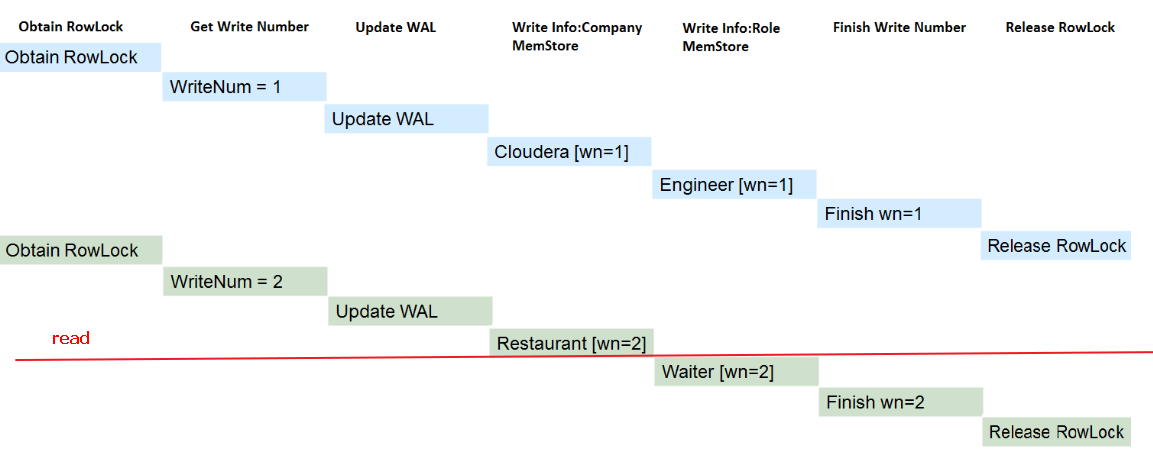 Obtain RowLock
Get Write Number
Update WAL
Write Info:Company
MemStore
Write Info:Role
MemStore
Finish Write Number
Release RowLock
Obtain RowLock
WriteNum = 1
Update WAL
Cloudera [wn=1]
Engineer [wn=1]
Finish wn=1
Release RowLock
Obtain RowLock
WriteNum = 2
Update WAL
read
Restaurant [wn=2]
Waiter [wn=2]
Finish wn=2
Release RowLock